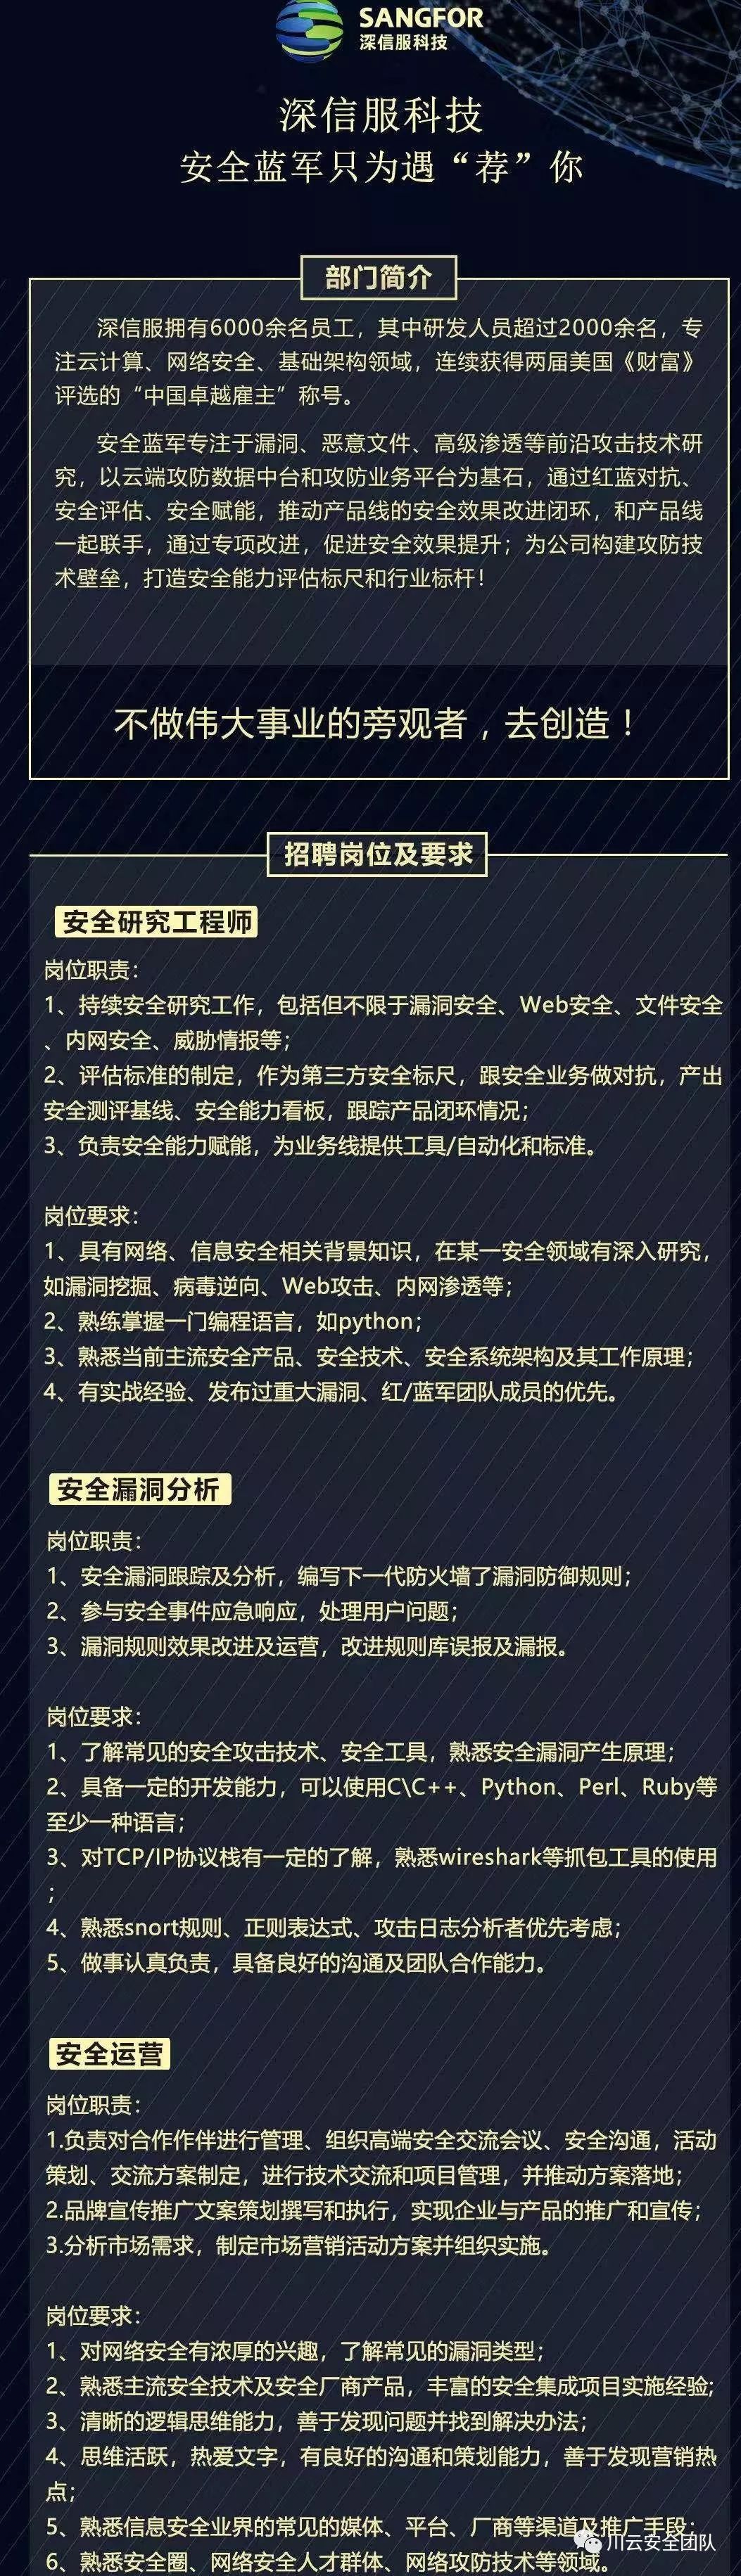 SANGFOR
深信服科技
深信服科技
安全蓝军只为遇“荐”你
部门简介
深信服拥有6000余名员工，其中研发人员超过2000余名，专
注云计算、网络安全、基础架构领域，连续获得两届美国《财富》
评选的“中国卓越雇主”称号。
安全蓝军专注于漏洞、恶意文件、高级渗透等前沿攻击技术研
究，以云端攻防数据中台和攻防业务平台为基石，通过红蓝对抗、
安全评估、安全赋能，推动产品线的安全效果改进闭环，和产品线
一起联手，通过专项改进，促进安全效果提升；为公司构建攻防技
术壁垒，打造安全能力评估标尺和行业标杆！
不做伟大事业的旁观者，去创造！
招聘岗位及要求
安全研究工程师
岗位职责：
1、持续安全研究工作，包括但不限于漏洞安全、Web安全、文件安全
、内网安全、威胁情报等；
2、评估标准的制定，作为第三方安全标尺，跟安全业务做对抗，产出
安全测评基线、安全能力看板，跟踪产品闭环情况；
3、负责安全能力赋能，为业务线提供工具/自动化和标准。
岗位要求：
1、具有网络、信息安全相关背景知识，在某一安全领域有深入研究，
如漏洞挖掘、病毒逆向、Web攻击、内网渗透等；
2、熟练掌握一门编程语言，如python；
3、熟悉当前主流安全产品、安全技术、安全系统架构及其工作原理；
4、有实战经验、发布过重大漏洞、红/蓝军团队成员的优先。
安全漏洞分析
岗位职责：
1、安全漏洞跟踪及分析，编写下一代防火墙了漏洞防御规则；
2、参与安全事件应急响应，处理用户问题；
3、漏洞规则效果改进及运营，改进规则库误报及漏报。
岗位要求：
1、了解常见的安全攻击技术、安全工具，熟悉安全漏洞产生原理；
2、具备一定的开发能力，可以使用C\C++、Python、Perl、Ruby等
至少一种语言；
3、对TCP/IP协议栈有一定的了解，熟悉wireshark等抓包工具的使用
；
4、熟悉snort规则、正则表达式、攻击日志分析者优先考虑；
5、做事认真负责，具备良好的沟通及团队合作能力。
安全运营
岗位职责：
1.负责对合作作伴进行管理、组织高端安全交流会议、安全沟通，活动
策划、交流方案制定，进行技术交流和项目管理，并推动方案落地；
2.品牌宣传推广文案策划撰写和执行，实现企业与产品的推广和宣传；
3.分析市场需求，制定市场营销活动方案并组织实施。
岗位要求：
1、对网络安全有浓厚的兴趣，了解常见的漏洞类型；
2、熟悉主流安全技术及安全厂商产品，丰富的安全集成项目实施经验;
3、清晰的逻辑思维能力，善于发现问题并找到解决办法；
4、思维活跃，热爱文字，有良好的沟通和策划能力，善于发现营销热
点；
5、熟悉信息安全业界的常见的媒体、平台、厂商等渠道及推广手段；
川云安全团队
6、熟悉安全圈、网络安全人才群体、网络攻防技术等领域。